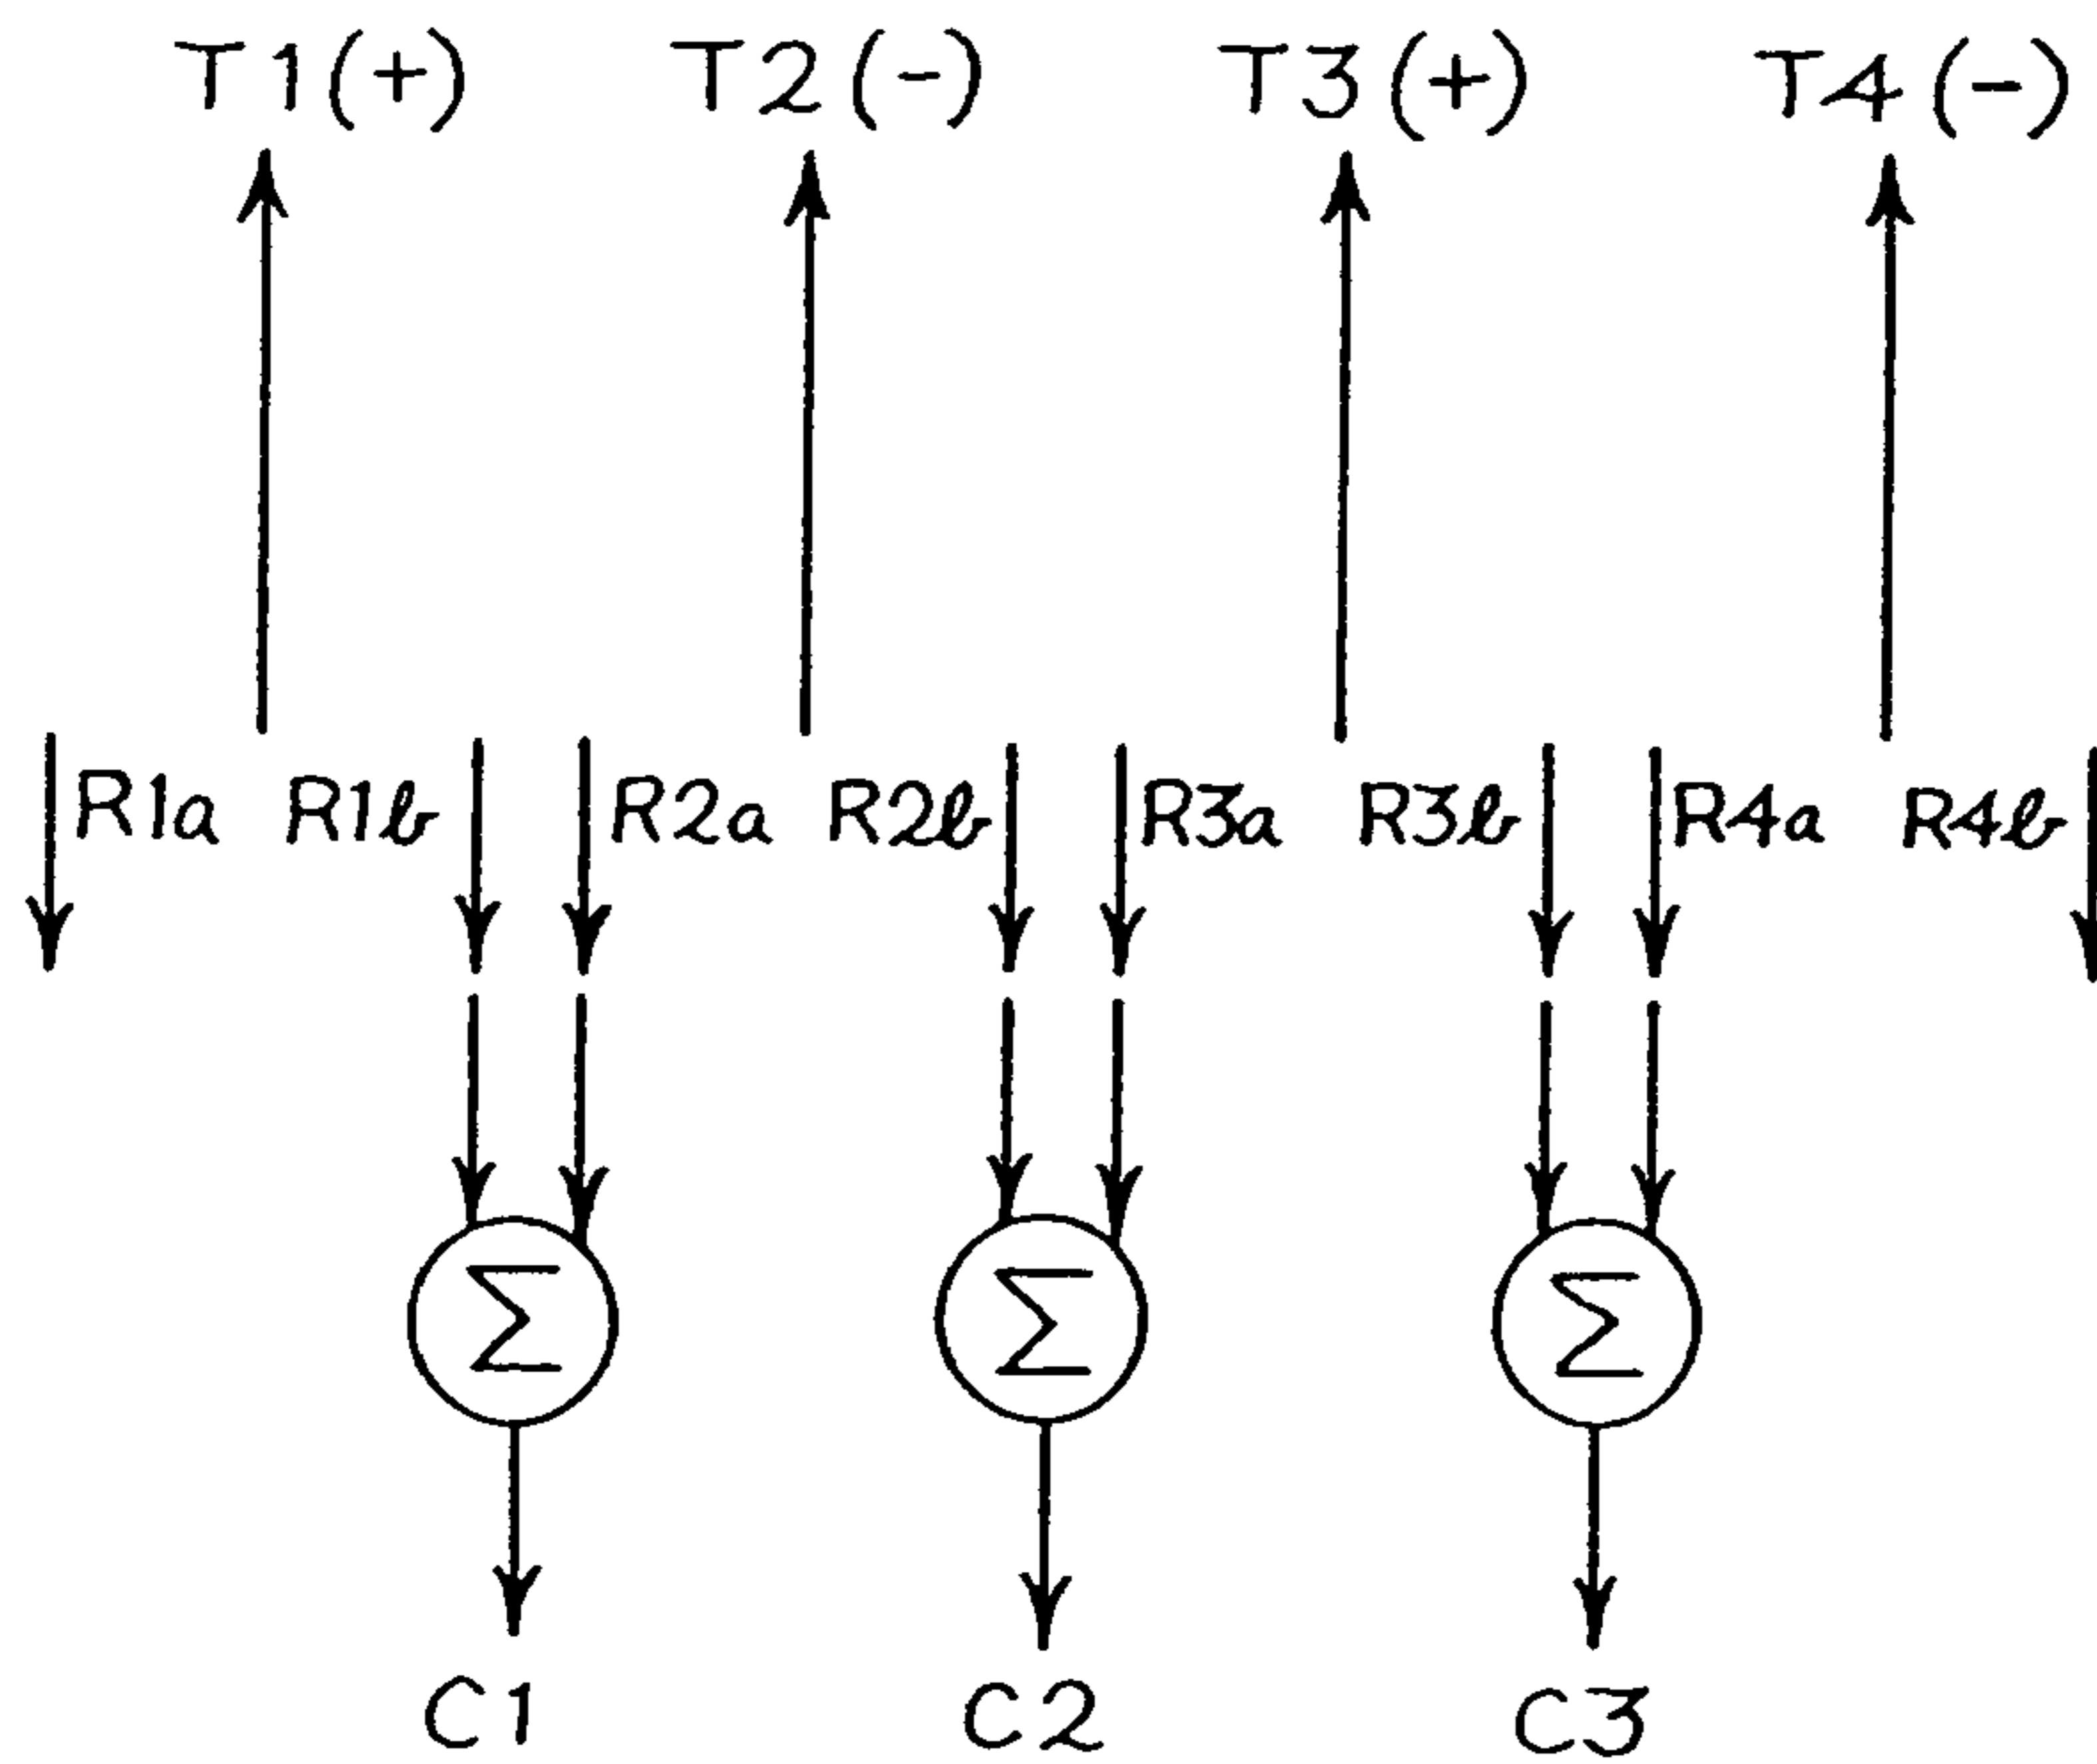 T1(+) T2(-) T3(+) T4(-)
R1a R1b R2a R2b R3a R3b R4a R4b
Σ Σ Σ
C1 C2 C3